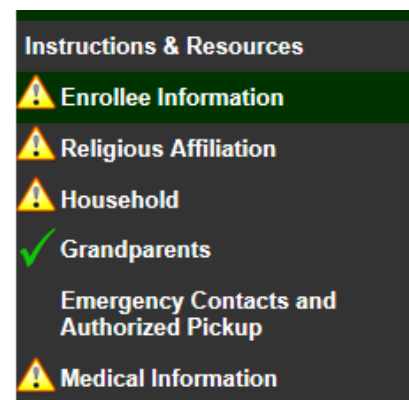 Instructions & Resources
Enrollee Information
Religious Affiliation
Household
Grandparents
Emergency Contacts and
Authorized Pickup
Medical Information